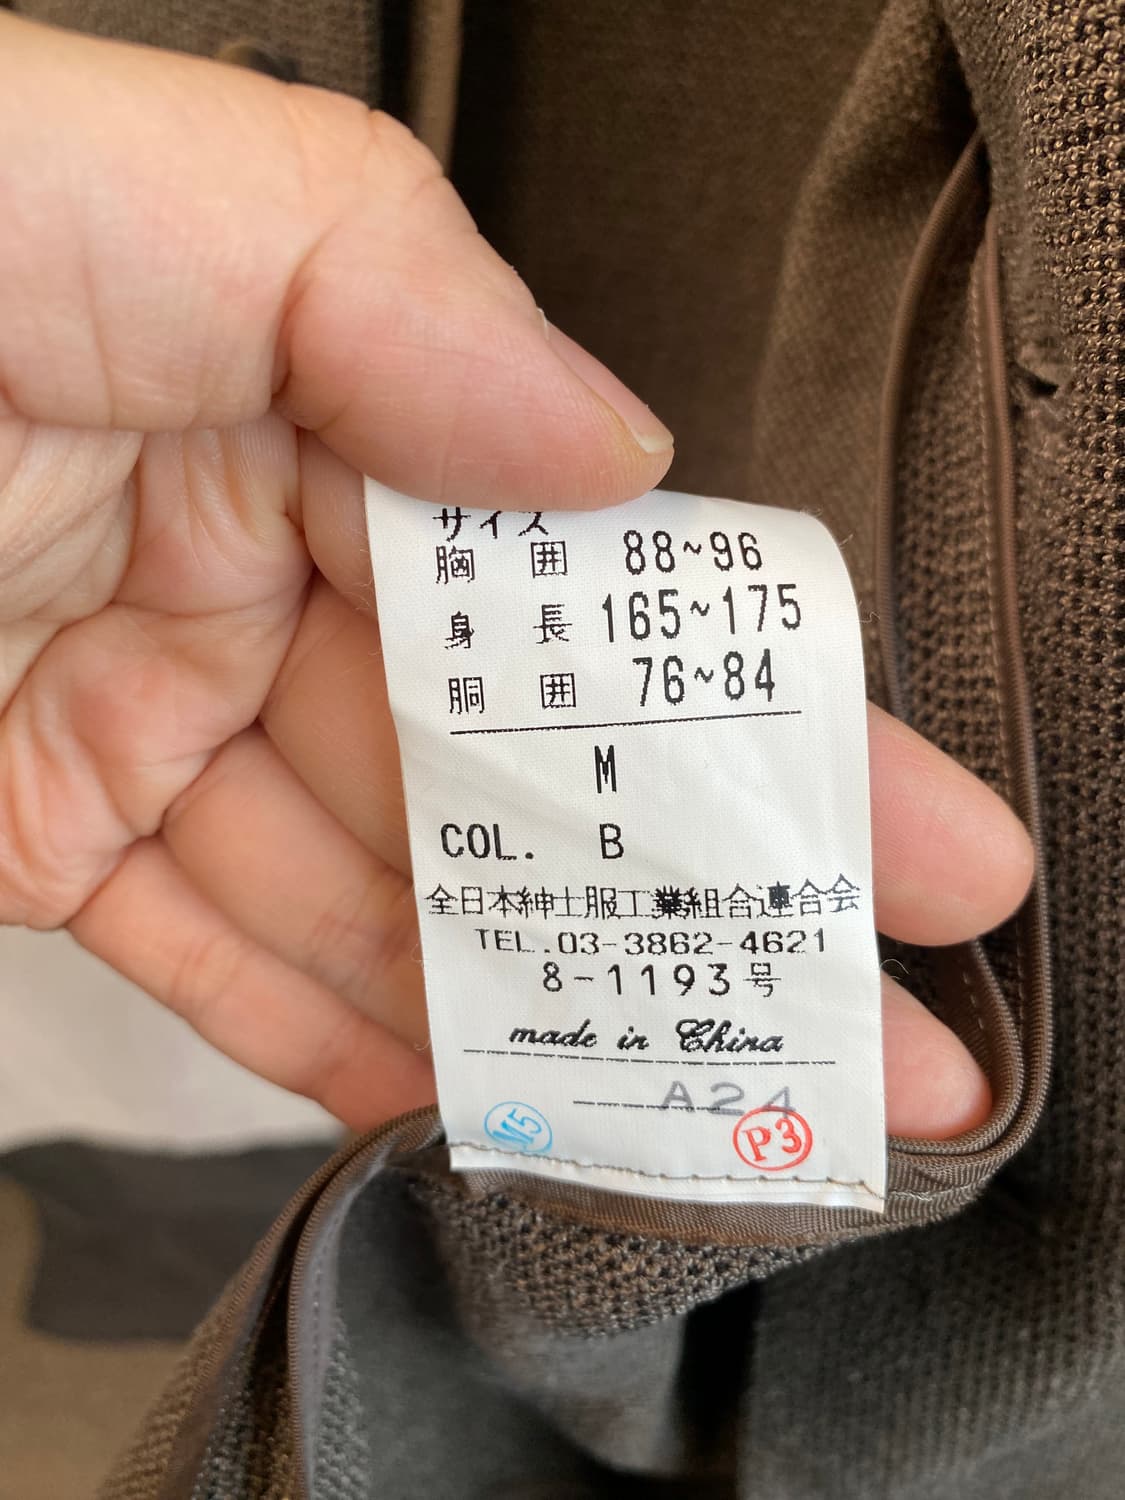 サイズ
胸 囲 88~96
身 長 165~175
胴 囲 76~84
M
COL. B
全日本紳士服工業組合連合会
TEL.03-3862-4621
8-1193号
made in China
A24
M5
P3